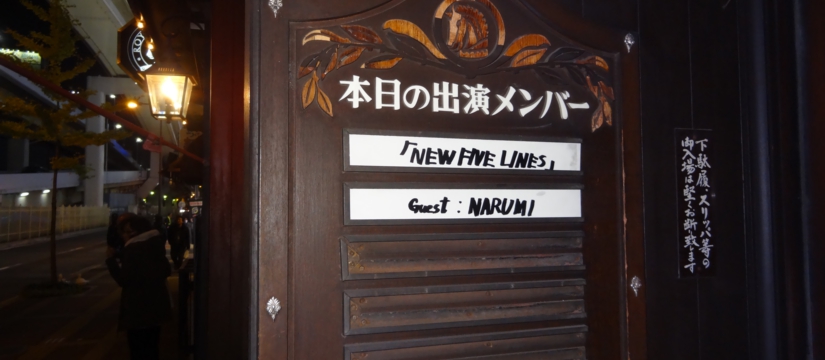 本日の出演メンバー
「NEW FIVE LINES」
Guest : NARUMI
下駄履・スリッパ等の
御入場は堅くお断り致します